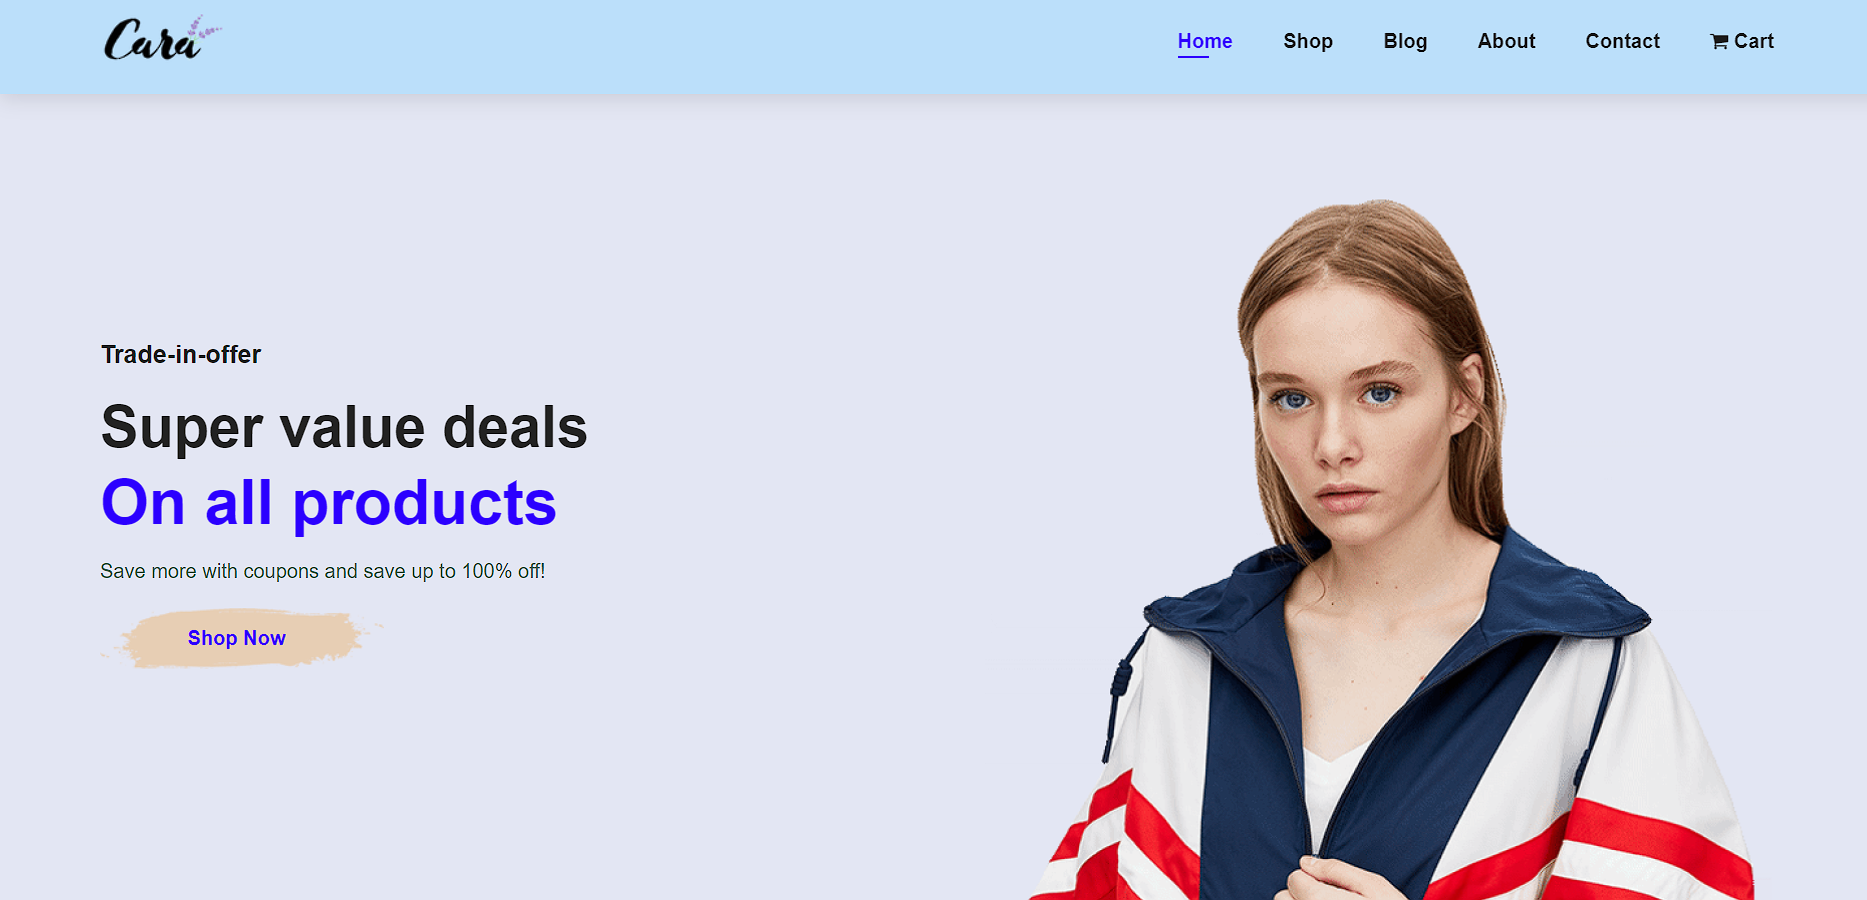 Cara
Home Shop Blog About Contact Cart
Trade-in-offer
Super value deals
On all products
Save more with coupons and save up to 100% off!
Shop Now